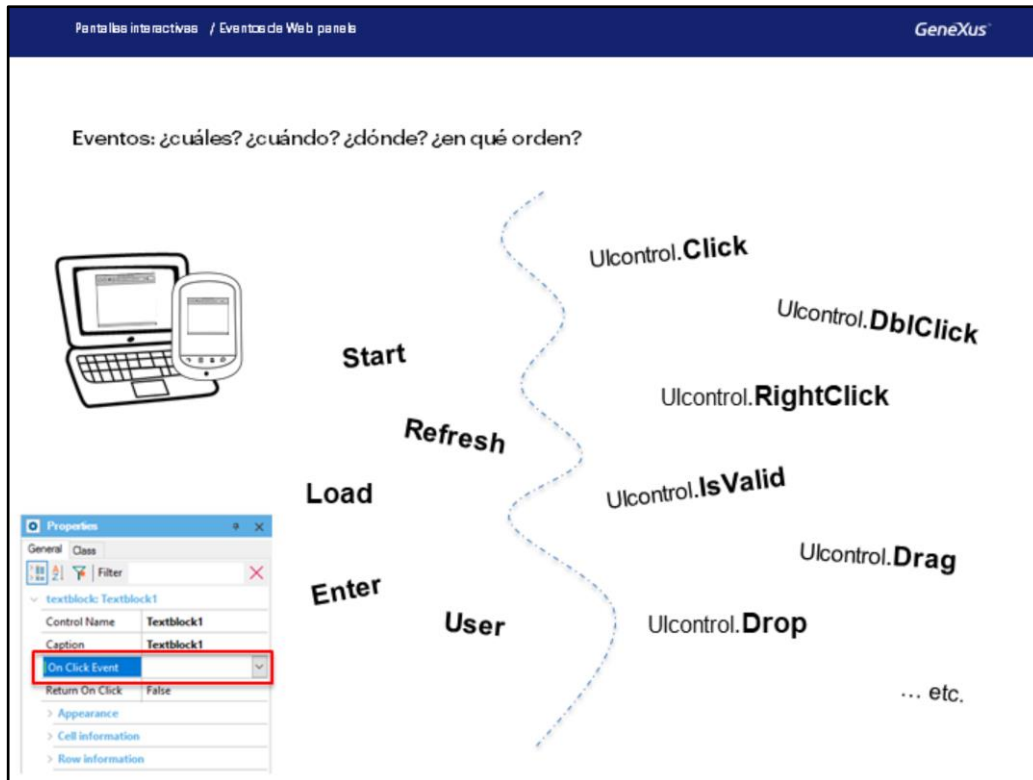 Pantallas interactivas / Eventos de Web panels
GeneXus™
Eventos: ¿cuáles? ¿cuándo? ¿dónde? ¿en qué orden?
UIcontrol.Click
UIcontrol.DblClick
Start
UIcontrol.RightClick
Refresh
Load
UIcontrol.IsValid
UIcontrol.Drag
Enter
User
UIcontrol.Drop
... etc.
Properties
General Class
Filter
textblock: Textblock1
Control Name Textblock1
Caption Textblock1
On Click Event
Return On Click False
Appearance
Cell information
Row information